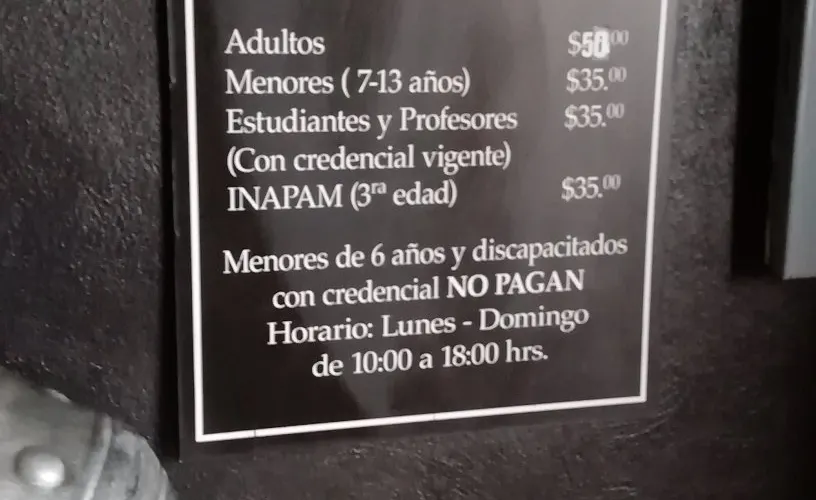 Adultos $50.00
Menores ( 7-13 años) $35.00
Estudiantes y Profesores $35.00
(Con credencial vigente)
INAPAM (3ra edad) $35.00
Menores de 6 años y discapacitados
con credencial NO PAGAN
Horario: Lunes - Domingo
de 10:00 a 18:00 hrs.